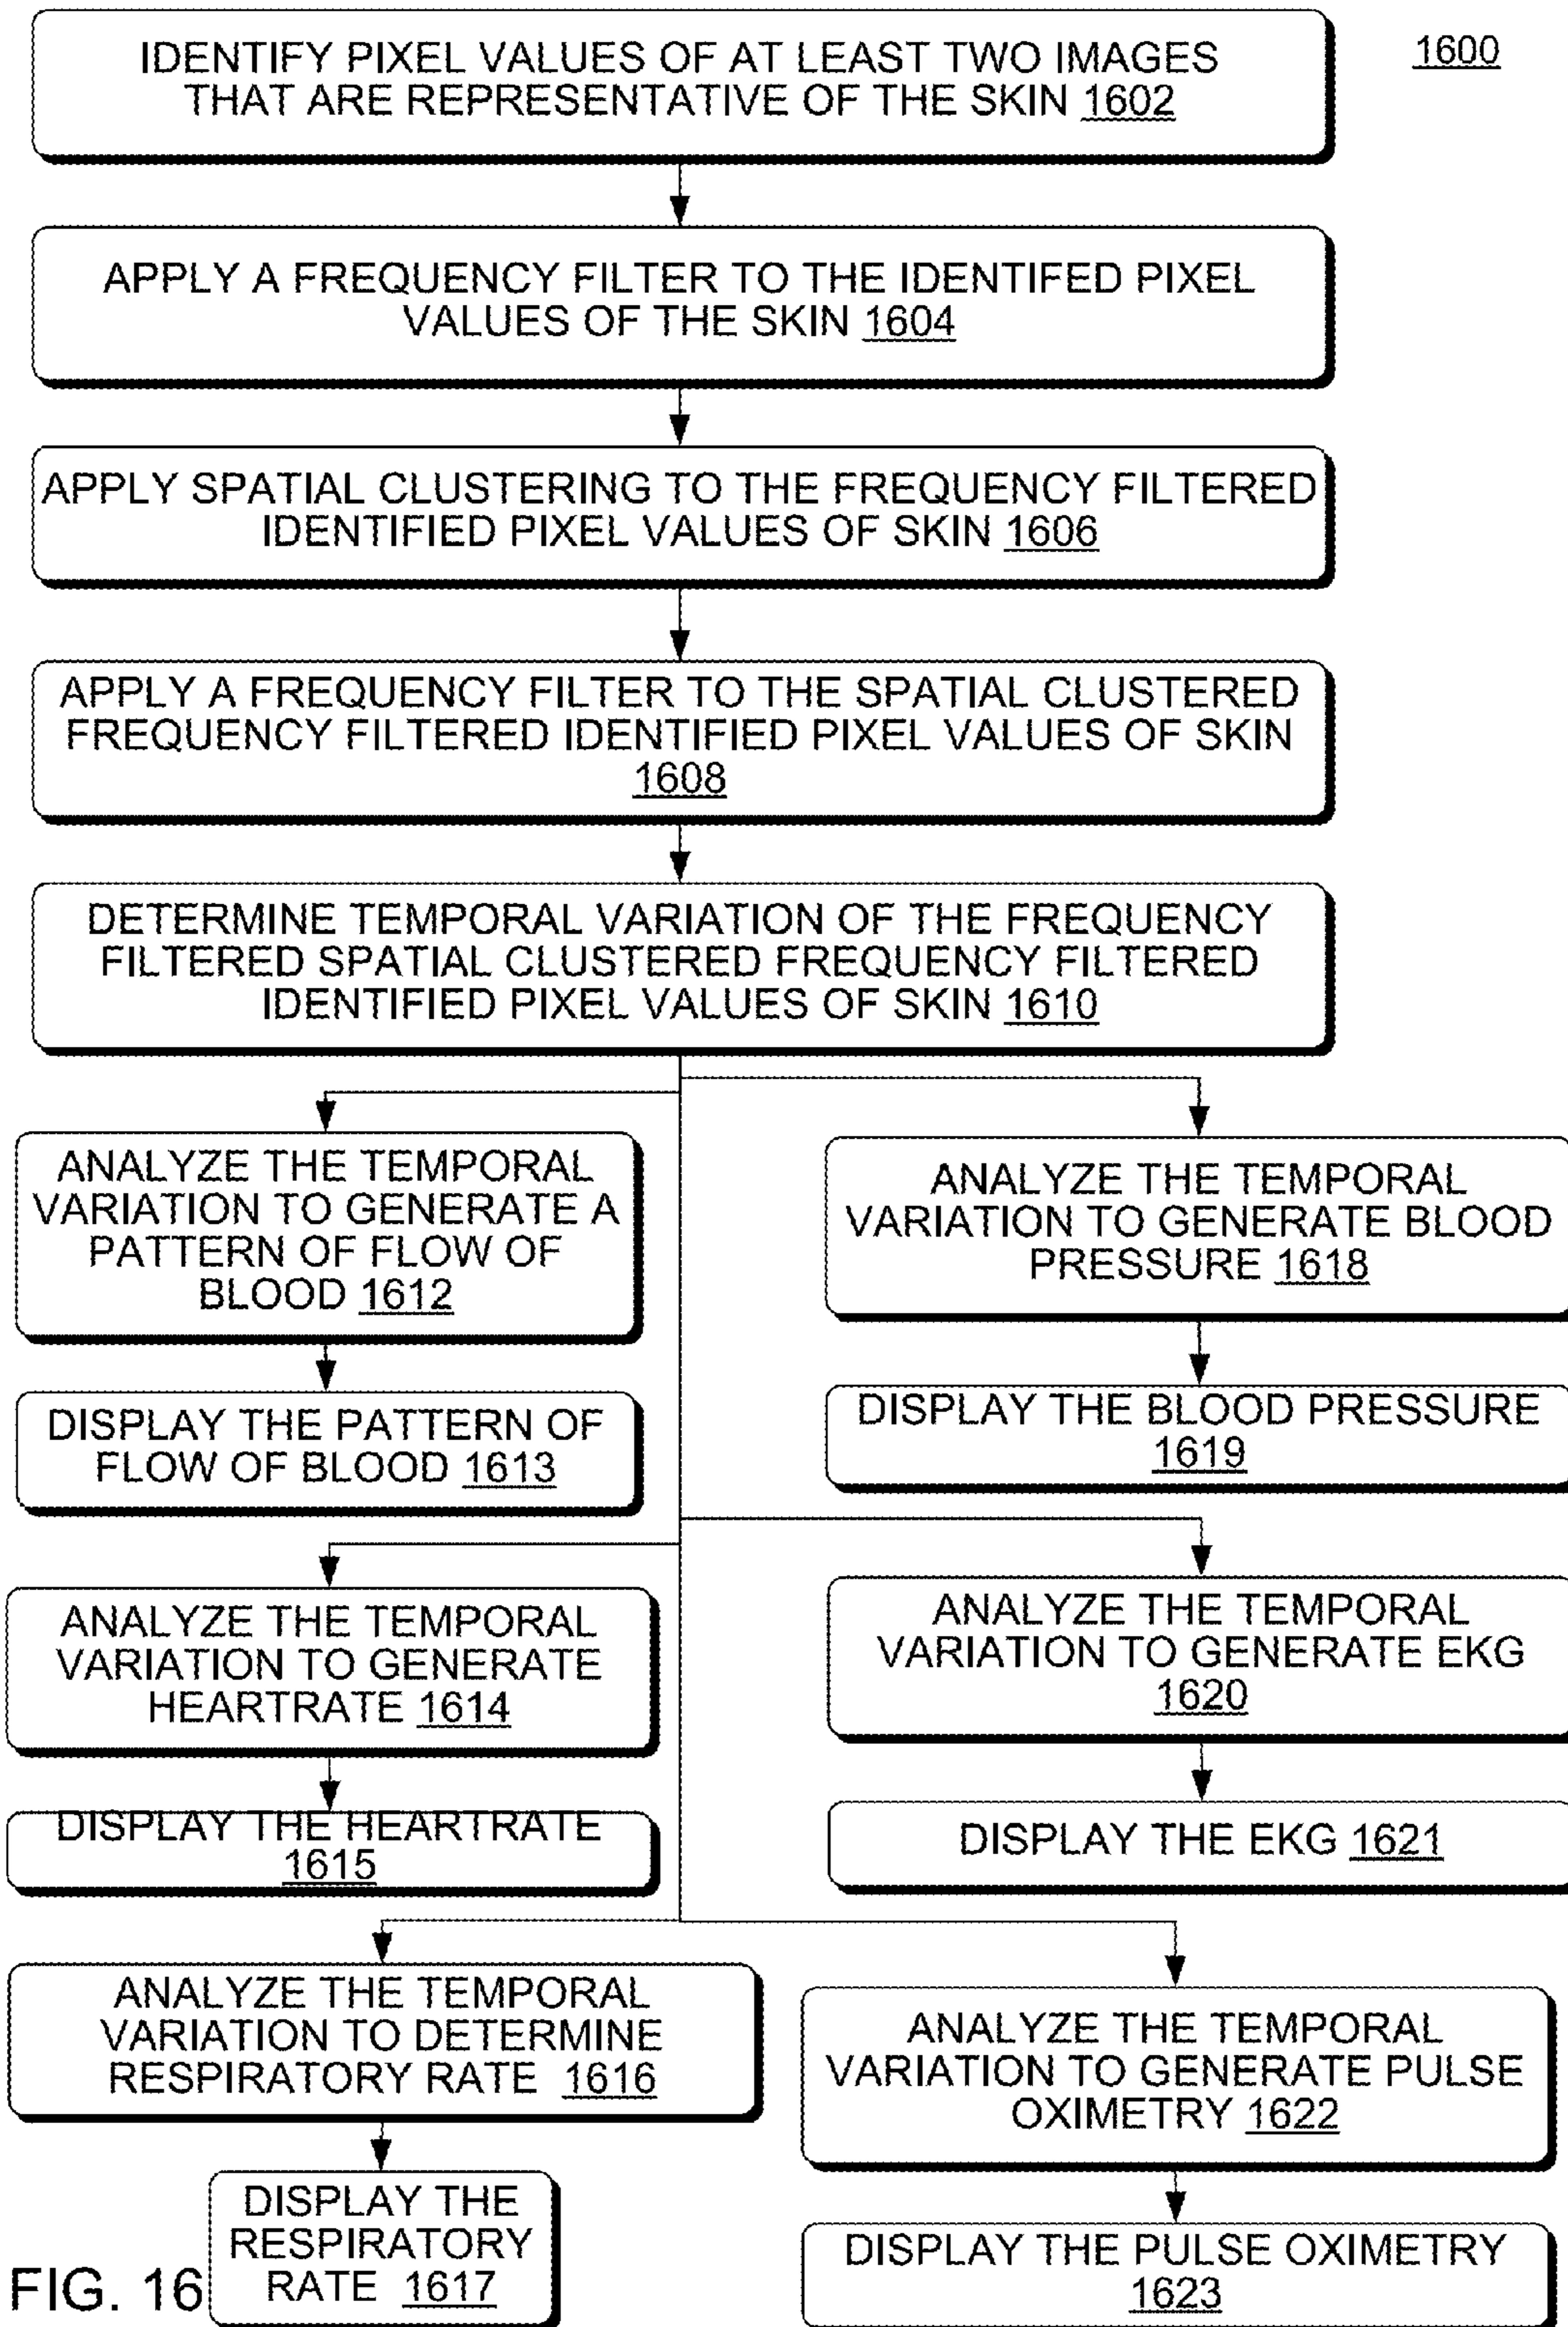 IDENTIFY PIXEL VALUES OF AT LEAST TWO IMAGES
THAT ARE REPRESENTATIVE OF THE SKIN 1602
1600
APPLY A FREQUENCY FILTER TO THE IDENTIFED PIXEL
VALUES OF THE SKIN 1604
APPLY SPATIAL CLUSTERING TO THE FREQUENCY FILTERED
IDENTIFIED PIXEL VALUES OF SKIN 1606
APPLY A FREQUENCY FILTER TO THE SPATIAL CLUSTERED
FREQUENCY FILTERED IDENTIFIED PIXEL VALUES OF SKIN
1608
DETERMINE TEMPORAL VARIATION OF THE FREQUENCY
FILTERED SPATIAL CLUSTERED FREQUENCY FILTERED
IDENTIFIED PIXEL VALUES OF SKIN 1610
ANALYZE THE TEMPORAL
VARIATION TO GENERATE A
PATTERN OF FLOW OF
BLOOD 1612
ANALYZE THE TEMPORAL
VARIATION TO GENERATE BLOOD
PRESSURE 1618
DISPLAY THE PATTERN OF
FLOW OF BLOOD 1613
DISPLAY THE BLOOD PRESSURE
1619
ANALYZE THE TEMPORAL
VARIATION TO GENERATE
HEARTRATE 1614
ANALYZE THE TEMPORAL
VARIATION TO GENERATE EKG
1620
DISPLAY THE HEARTRATE
1615
DISPLAY THE EKG 1621
ANALYZE THE TEMPORAL
VARIATION TO DETERMINE
RESPIRATORY RATE 1616
ANALYZE THE TEMPORAL
VARIATION TO GENERATE PULSE
OXIMETRY 1622
DISPLAY THE
RESPIRATORY
RATE 1617
DISPLAY THE PULSE OXIMETRY
1623
FIG. 16